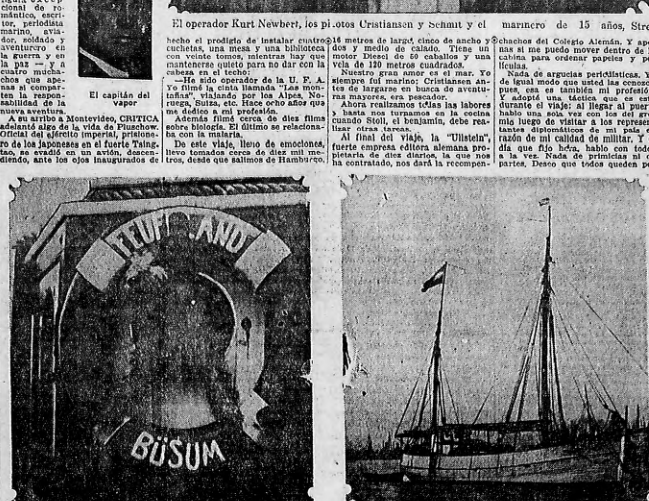 cional de ro-
mántico, escri-
tor, periodista
marino, avia-
dor, soldado y
aventurero en
la guerra y en
la paz — y a
cuatro mucha-
chos que ape-
nas si compar-
ten la respon-
sabilidad de la
nueva aventura.
El capitán del
vapor
A su arribo a Montevideo, CRITICA
adelantó algo de la vida de Pluschow.
Oficial del ejército imperial, prisione-
ro de los japoneses en el fuerte Tsing-
tao, se evadió en un avión, descen-
diendo, ante los ojos inaugurados de
El operador Kurt Newbert, los pilotos Cristiansen y Schmit y el marinero de 15 años, Stre
hecho el prodigio de instalar cuatro
cuchetas, una mesa y una biblioteca
con veinte tomos, mientras hay que
mantenerse quieto para no dar con la
cabeza en el techo:
—He sido operador de la U. F. A.
Yo filmé la cinta llamada "Las mon-
tañas", viajando por los Alpes, No-
ruega, Suiza, etc. Hace ocho años que
me dedico a mi profesión.
Además filmé cerca de diez films
sobre biología. El último se relaciona-
ba con la malaria.
De este viaje, lleno de emociones,
llevo tomados cerca de diez mil me-
tros, desde que salimos de Hamburgo.
16 metros de largo, cinco de ancho y
dos y medio de calado. Tiene un
motor Diesel de 50 caballos y una
vela de 120 metros cuadrados.
Nuestro gran amor es el mar. Yo
siempre fuí marino: Cristiansen an-
tes de largarse en busca de aventu-
ras mayores, era pescador.
Ahora realizamos todas las labores
y hasta nos turnamos en la cocina
cuando Stoll, el benjamín, debe rea-
lizar otras tareas.
Al final del viaje, la "Ullstein",
fuerte empresa editora alemana pro-
pietaria de diez diarios, la que nos
ha contratado, nos dará la recompen-
chachos del Colegio Alemán. Y ape
nas si me puedo mover dentro de
cabina para ordenar papeles y pe
lículas.
Nada de argucias periodísticas. Y
de igual modo que usted las conoc
pues, esa es también mi profesión
Y adopté una táctica que es est
durante el viaje: al llegar al puer
hablo una sola vez con los del gre
mio luego de visitar a los represen
tantes diplomáticos de mi país e
razón de mi calidad de militar. Y
día que fijo hora, hablo con todo
a la vez. Nada de primicias ni d
partes. Deseo que todos queden po
BÜSUM